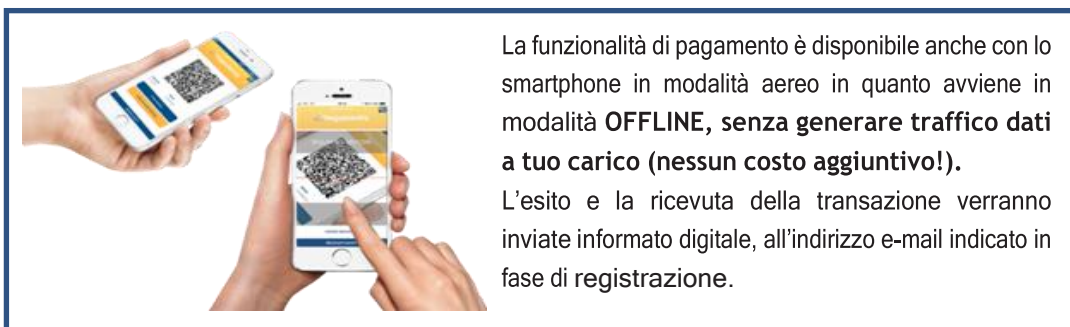 La funzionalità di pagamento è disponibile anche con lo
smartphone in modalità aereo in quanto avviene in
modalità OFFLINE, senza generare traffico dati
a tuo carico (nessun costo aggiuntivo!).
L'esito e la ricevuta della transazione verranno
inviate informato digitale, all'indirizzo e-mail indicato in
fase di registrazione.